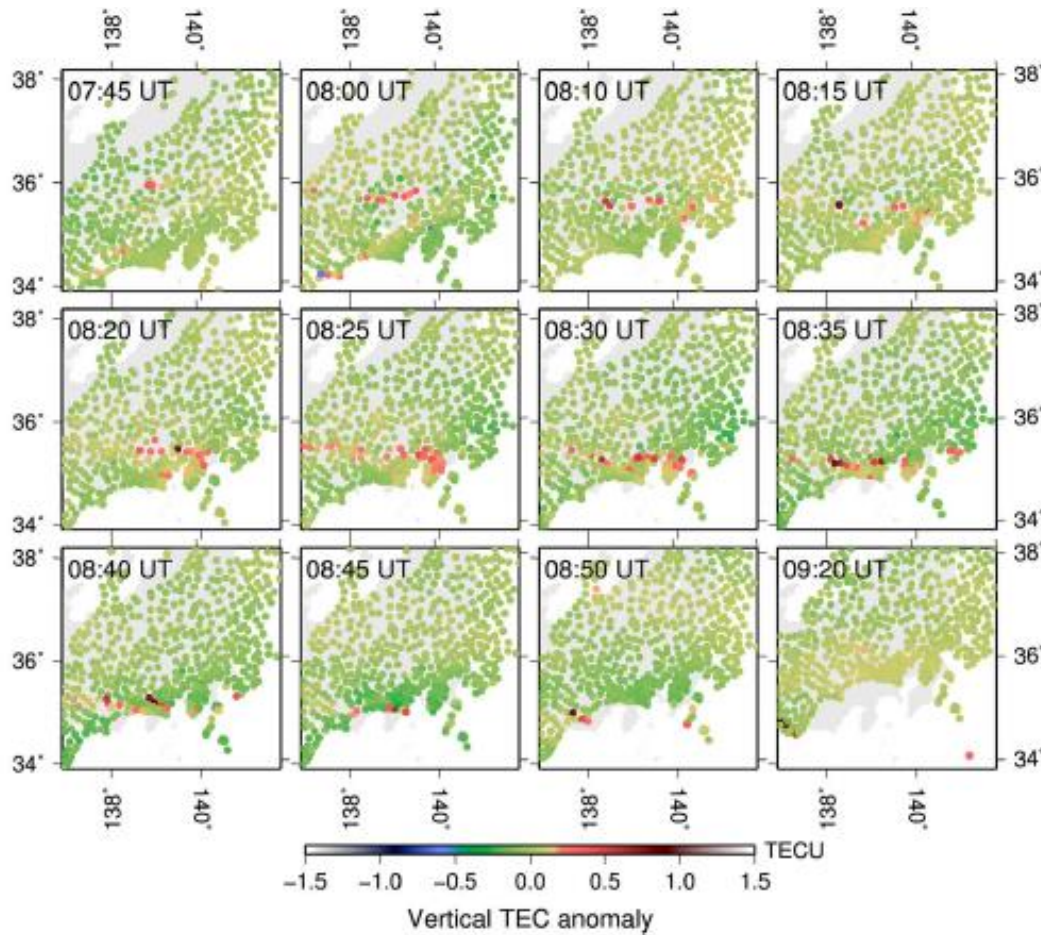 138° 140° 138° 140° 138° 140° 138° 140°
38° 07:45 UT 08:00 UT 08:10 UT 08:15 UT 38°
36° 36°
34° 34°
38° 08:20 UT 08:25 UT 08:30 UT 08:35 UT 38°
36° 36°
34° 34°
38° 08:40 UT 08:45 UT 08:50 UT 09:20 UT 38°
36° 36°
34° 34°
138° 140° 138° 140° 138° 140° 138° 140°
TECU
−1.5 −1.0 −0.5 0.0 0.5 1.0 1.5
Vertical TEC anomaly